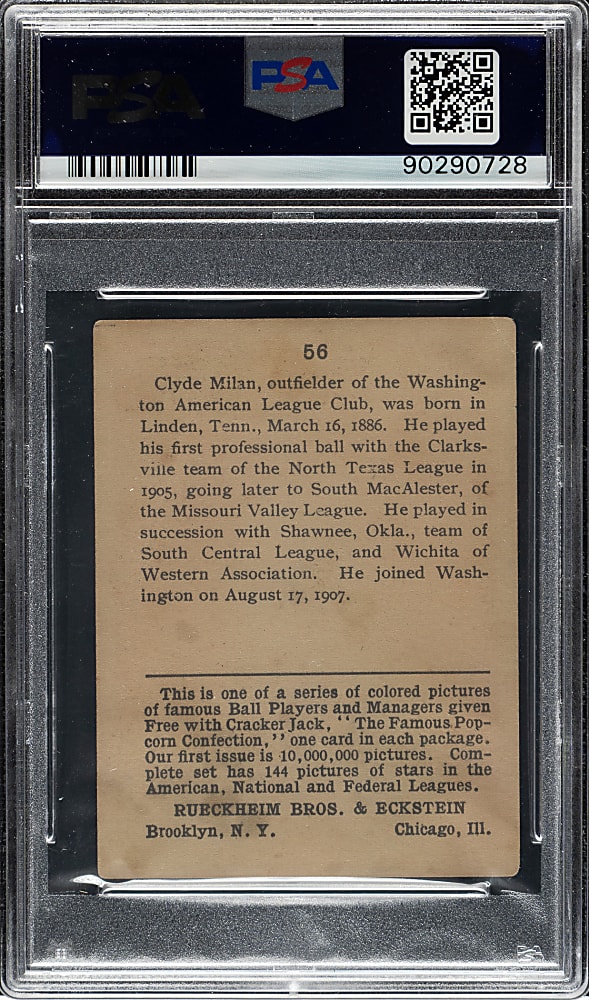 PSA
PSA
90290728
56
Clyde Milan, outfielder of the Washing-
ton American League Club, was born in
Linden, Tenn., March 16, 1886. He played
his first professional ball with the Clarks-
ville team of the North Texas League in
1905, going later to South MacAlester, of
the Missouri Valley League. He played in
succession with Shawnee, Okla., team of
South Central League, and Wichita of
Western Association. He joined Wash-
ington on August 17, 1907.
This is one of a series of colored pictures
of famous Ball Players and Managers given
Free with Cracker Jack, "The Famous Pop-
corn Confection," one card in each package.
Our first issue is 10,000,000 pictures. Com-
plete set has 144 pictures of stars in the
American, National and Federal Leagues.
RUECKHEIM BROS. & ECKSTEIN
Brooklyn, N. Y. Chicago, Ill.
PSA